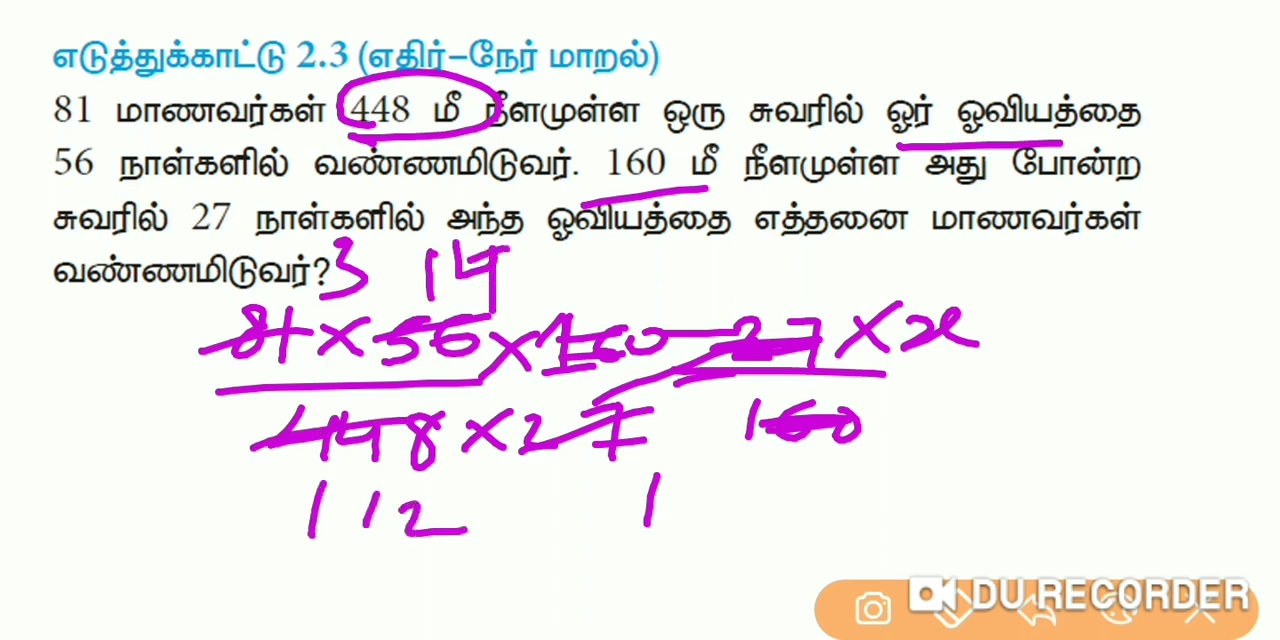 எடுத்துக்காட்டு 2.3 (எதிர்–நேர் மாறல்)
81 மாணவர்கள் 448 மீ நீளமுள்ள ஒரு சுவரில் ஓர் ஓவியத்தை
56 நாள்களில் வண்ணமிடுவர். 160 மீ நீளமுள்ள அது போன்ற
சுவரில் 27 நாள்களில் அந்த ஓவியத்தை எத்தனை மாணவர்கள்
வண்ணமிடுவர்?
3 14
81 × 56 × 160 27 × x
448 × 27 160
112 1
DU RECORDER